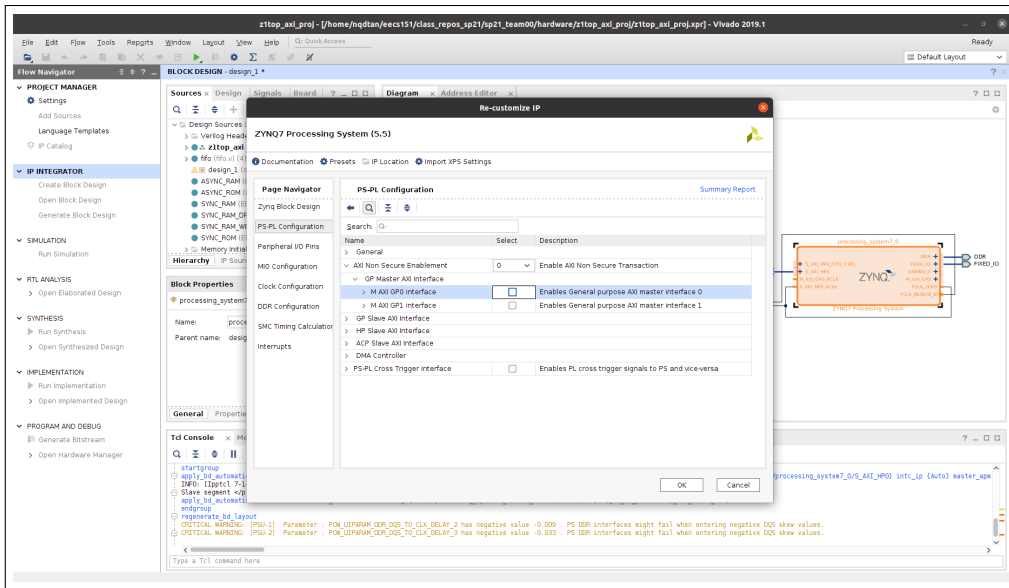 z1top_axi_proj - [/home/nqdtan/eecs151/class_repos_sp21/sp21_team00/hardware/z1top_axi_proj/z1top_axi_proj.xpr] - Vivado 2019.1
File Edit Flow Tools Reports Window Layout View Help Q- Quick Access Ready
Default Layout
Flow Navigator
PROJECT MANAGER
Settings
Add Sources
Language Templates
IP Catalog
IP INTEGRATOR
Create Block Design
Open Block Design
Generate Block Design
SIMULATION
Run Simulation
RTL ANALYSIS
Open Elaborated Design
SYNTHESIS
Run Synthesis
Open Synthesized Design
IMPLEMENTATION
Run Implementation
Open Implemented Design
PROGRAM AND DEBUG
Generate Bitstream
Open Hardware Manager
BLOCK DESIGN - design_1 *
Sources Design Signals Board
Diagram Address Editor
Design Sources
Verilog Heade
z1top_axi
fifo (fifo.v) (4)
design_1 (
ASYNC_RAM (
ASYNC_ROM (
SYNC_RAM (E
SYNC_RAM_DP
SYNC_RAM_WE
SYNC_ROM (E
Memory Initial
Hierarchy IP Sour
Block Properties
processing_system7
Name: proce
Parent name: desig
General Propertie
Re-customize IP
ZYNQ7 Processing System (5.5)
Documentation Presets IP Location Import XPS Settings
Page Navigator
Zynq Block Design
PS-PL Configuration
Peripheral I/O Pins
MIO Configuration
Clock Configuration
DDR Configuration
SMC Timing Calculation
Interrupts
PS-PL Configuration Summary Report
Search: Q-
Name Select Description
General
AXI Non Secure Enablement 0 Enable AXI Non Secure Transaction
GP Master AXI Interface
M AXI GP0 interface Enables General purpose AXI master interface 0
M AXI GP1 interface Enables General purpose AXI master interface 1
GP Slave AXI Interface
HP Slave AXI Interface
ACP Slave AXI Interface
DMA Controller
PS-PL Cross Trigger interface Enables PL cross trigger signals to PS and vice-versa
OK Cancel
processing_system7_0
S_AXI_HP0_FIFO_CTRL
S_AXI_HP0
M_AXI_GP0_ACLK
S_AXI_HP0_ACLK
ZYNQ
DDR
FIXED_IO
USBIND_0
M_AXI_GP0
FCLK_CLK0
FCLK_RESET0_N
ZYNQ7 Processing System
DDR
FIXED_IO
Tcl Console
startgroup
apply_bd_automati /processing_system7_0/S_AXI_HP0} intc_ip {Auto} master_apm
INFO: [Ipptcl 7-1
Slave segment </p
apply_bd_automati
endgroup
regenerate_bd_layout
CRITICAL WARNING: [PSU-1] Parameter : PCW_UIPARAM_DDR_DQS_TO_CLK_DELAY_2 has negative value -0.009 . PS DDR interfaces might fail when entering negative DQS skew values.
CRITICAL WARNING: [PSU-2] Parameter : PCW_UIPARAM_DDR_DQS_TO_CLK_DELAY_3 has negative value -0.033 . PS DDR interfaces might fail when entering negative DQS skew values.
Type a Tcl command here